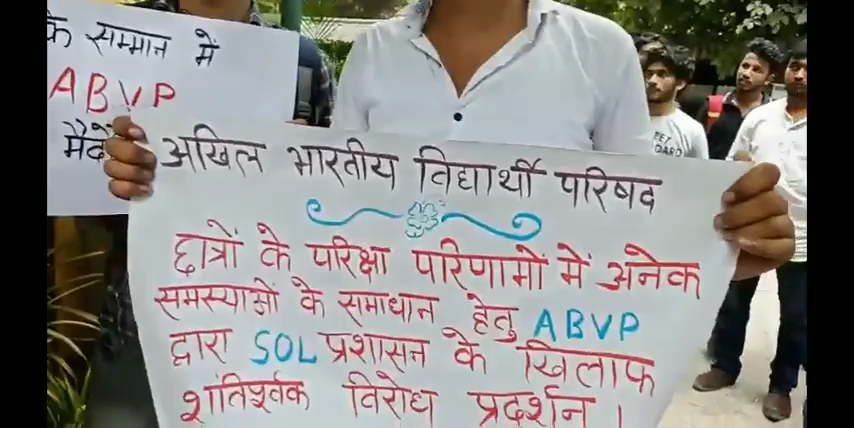 के सम्मान में
ABVP
अखिल भारतीय विद्यार्थी परिषद
छात्रों के परिक्षा परिणामों में अनेक
समस्याओं के समाधान हेतु ABVP
द्वारा SOL प्रशासन के खिलाफ
शांतिपूर्वक विरोध प्रदर्शन।